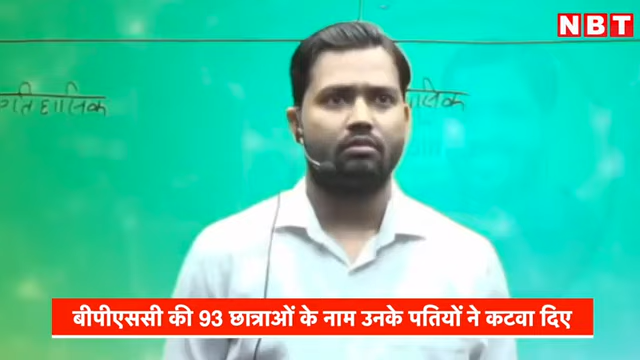 NBT
बीपीएससी की 93 छात्राओं के नाम उनके पतियों ने कटवा दिए